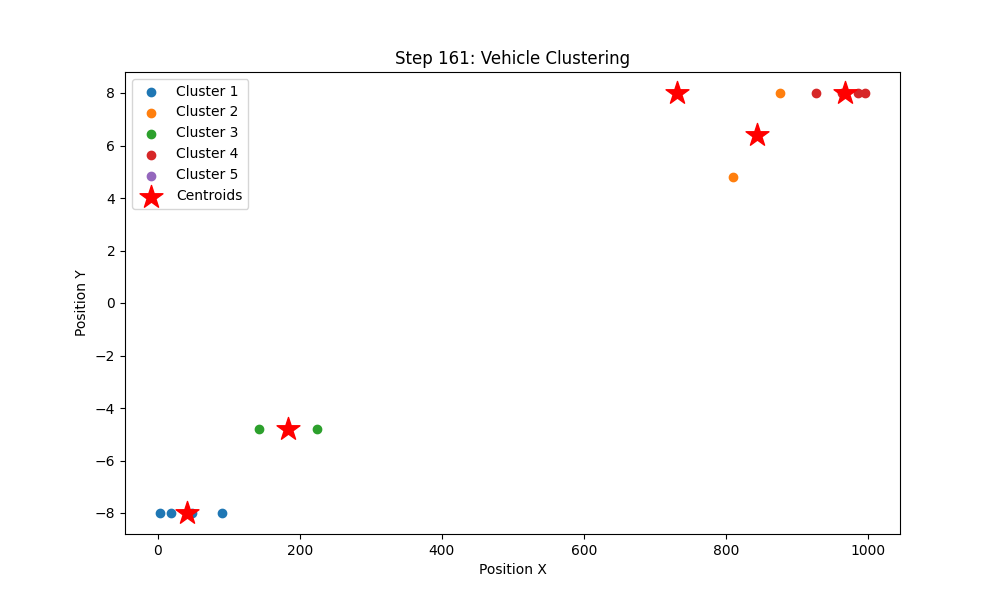 Step 161: Vehicle Clustering
Cluster 1
Cluster 2
Cluster 3
Cluster 4
Cluster 5
Centroids
8
6
4
2
0
−2
−4
−6
−8
Position Y
0 200 400 600 800 1000
Position X